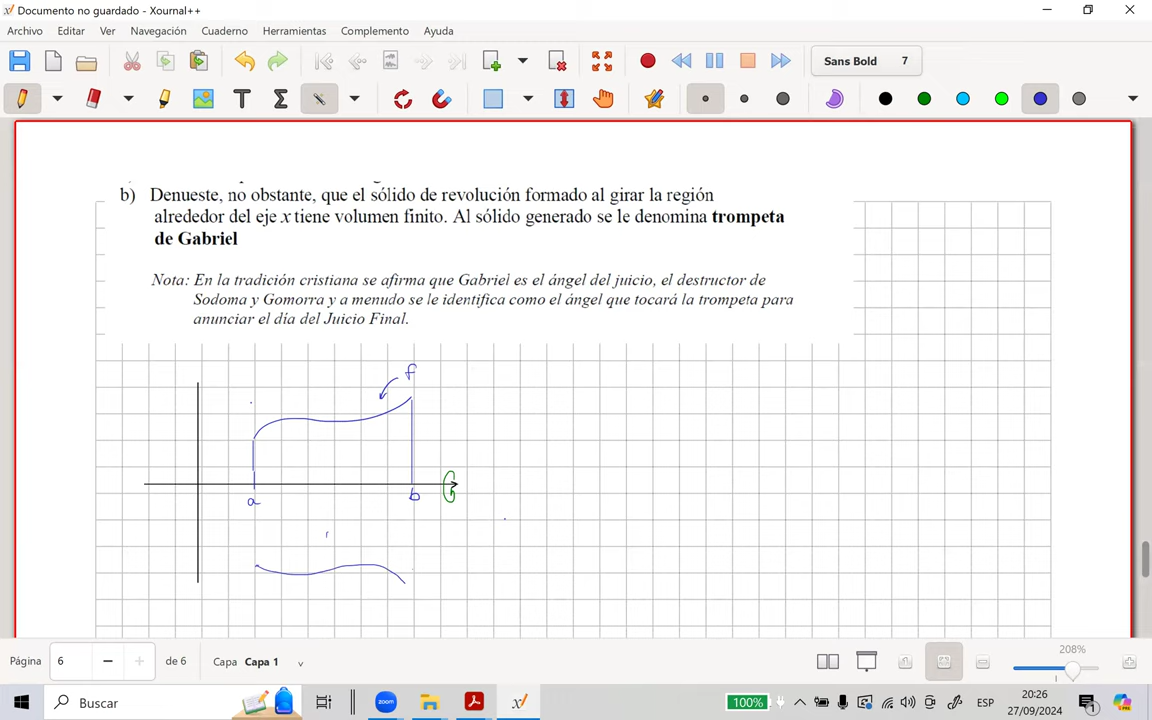 Documento no guardado - Xournal++
Archivo Editar Ver Navegación Cuaderno Herramientas Complemento Ayuda
Sans Bold 7
b) Denueste, no obstante, que el sólido de revolución formado al girar la región
alrededor del eje x tiene volumen finito. Al sólido generado se le denomina trompeta
de Gabriel
Nota: En la tradición cristiana se afirma que Gabriel es el ángel del juicio, el destructor de
Sodoma y Gomorra y a menudo se le identifica como el ángel que tocará la trompeta para
anunciar el día del Juicio Final.
f
a b
Página 6 de 6 Capa Capa 1 208%
Buscar zoom 100% ESP 20:26
27/09/2024